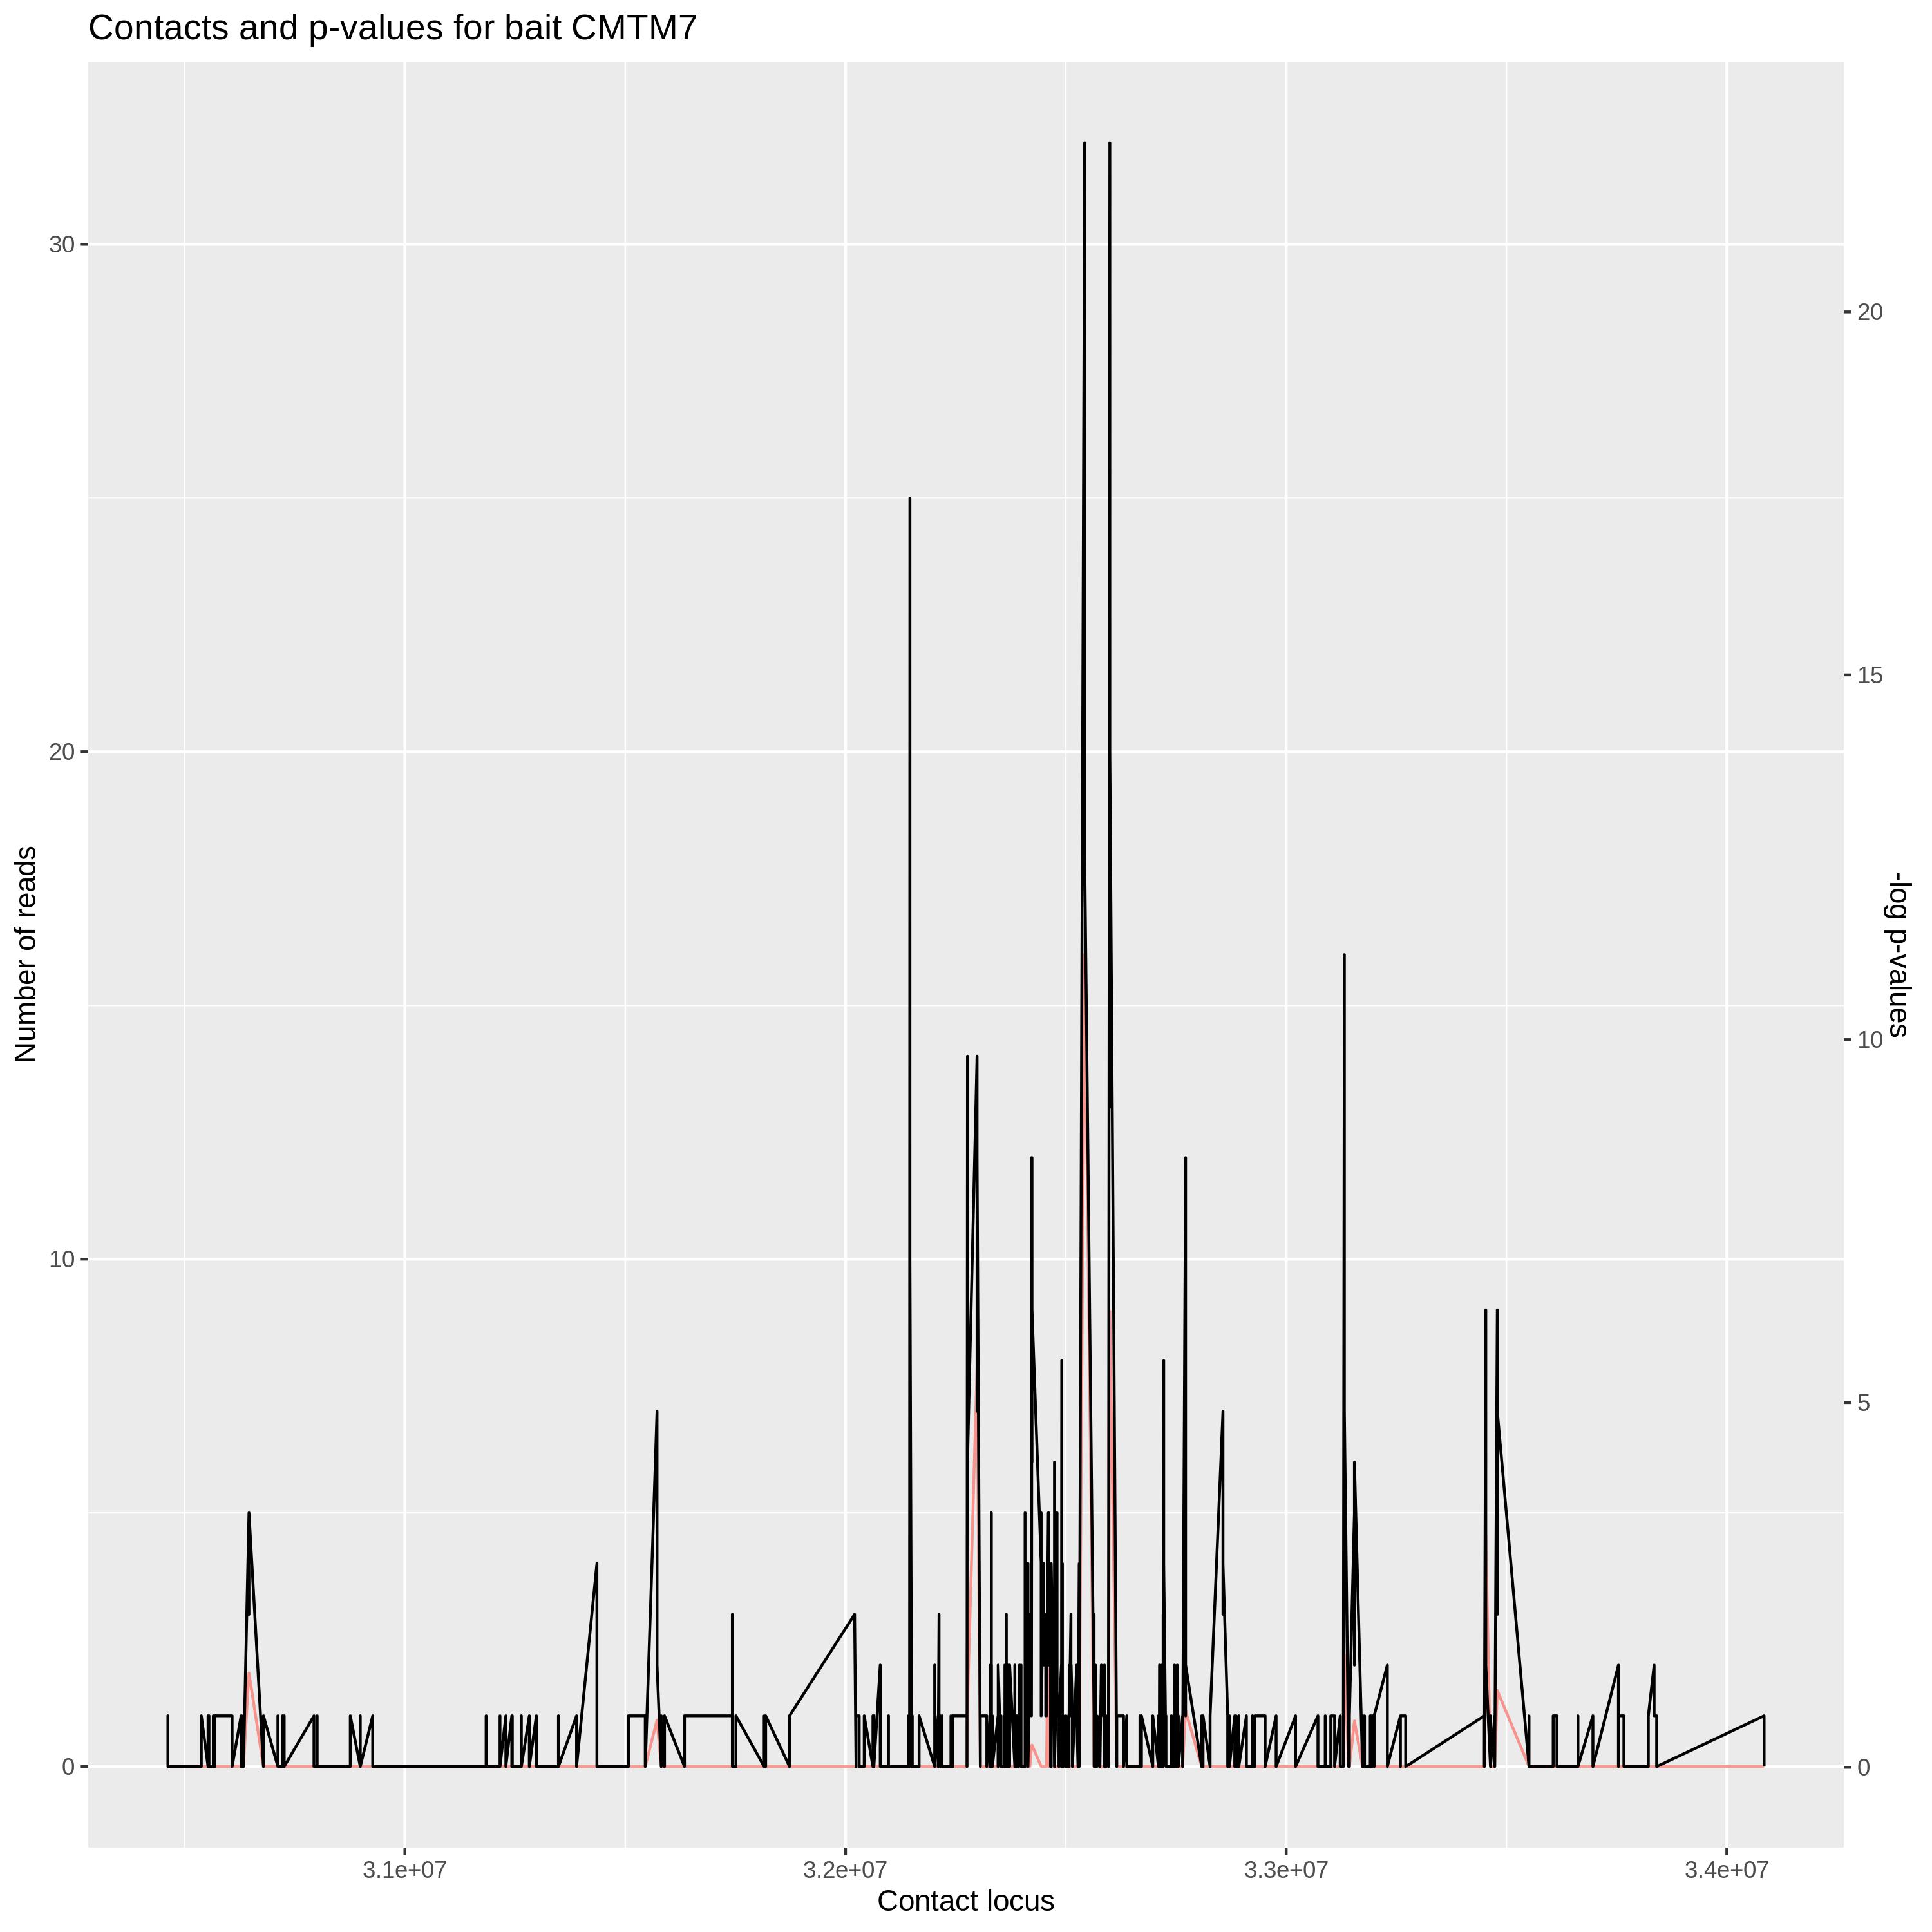 Contacts and p-values for bait CMTM7
30
20
10
0
Number of reads
20
15
10
5
0
-log p-values
3.1e+07
3.2e+07
3.3e+07
3.4e+07
Contact locus